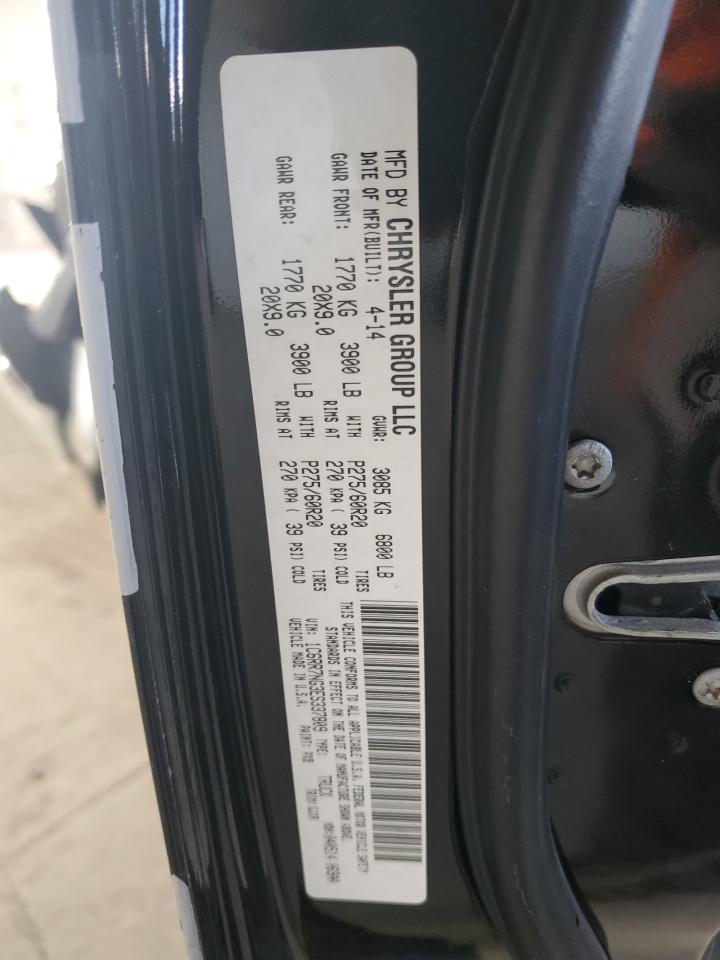 MFD BY CHRYSLER GROUP LLC
DATE OF MFR(BUILT): 4-14 GVWR: 3085 KG 6800 LB
GAWR FRONT: 1770 KG 3900 LB WITH P275/60R20 TIRES
20X9.0 RIMS AT 270 KPA ( 39 PSI) COLD
GAWR REAR: 1770 KG 3900 LB WITH P275/60R20 TIRES
20X9.0 RIMS AT 270 KPA ( 39 PSI) COLD
THIS VEHICLE CONFORMS TO ALL APPLICABLE U.S.A. FEDERAL MOTOR VEHICLE SAFETY
STANDARDS IN EFFECT ON THE DATE OF MANUFACTURE SHOWN ABOVE.
VIN: 1C6RR7NG3ES337909 TYPE: TRUCK
VEHICLE MADE IN U.S.A. PAINT: PXR